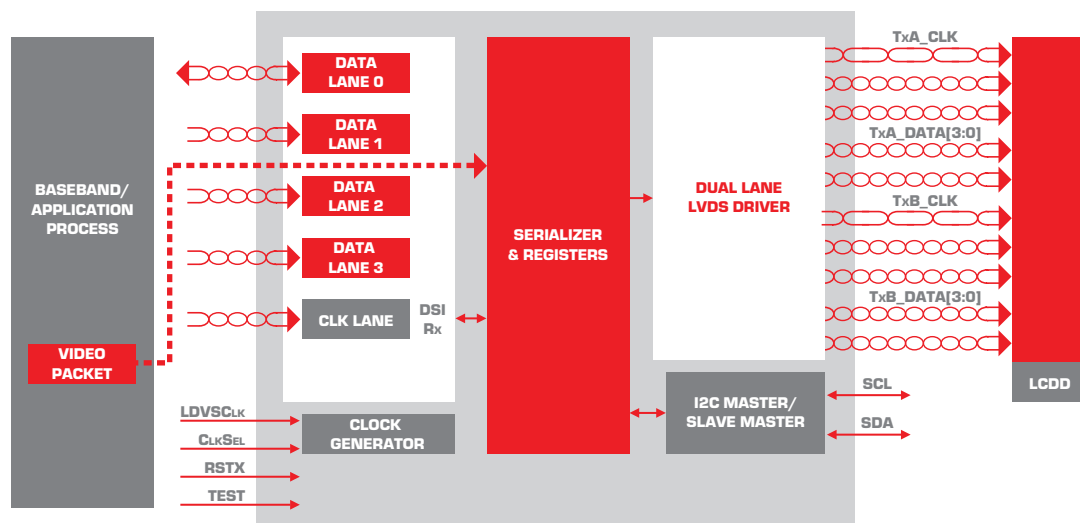 BASEBAND/
APPLICATION
PROCESS
VIDEO
PACKET
DATA
LANE 0
DATA
LANE 1
DATA
LANE 2
DATA
LANE 3
CLK LANE
DSI
Rx
LDVSCLK
CLKSEL
RSTX
TEST
CLOCK
GENERATOR
SERIALIZER
& REGISTERS
DUAL LANE
LVDS DRIVER
I2C MASTER/
SLAVE MASTER
TxA_CLK
TxA_DATA[3:0]
TxB_CLK
TxB_DATA[3:0]
SCL
SDA
LCDD